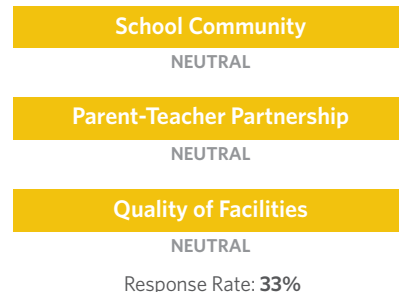 School Community
NEUTRAL
Parent-Teacher Partnership
NEUTRAL
Quality of Facilities
NEUTRAL
Response Rate: 33%